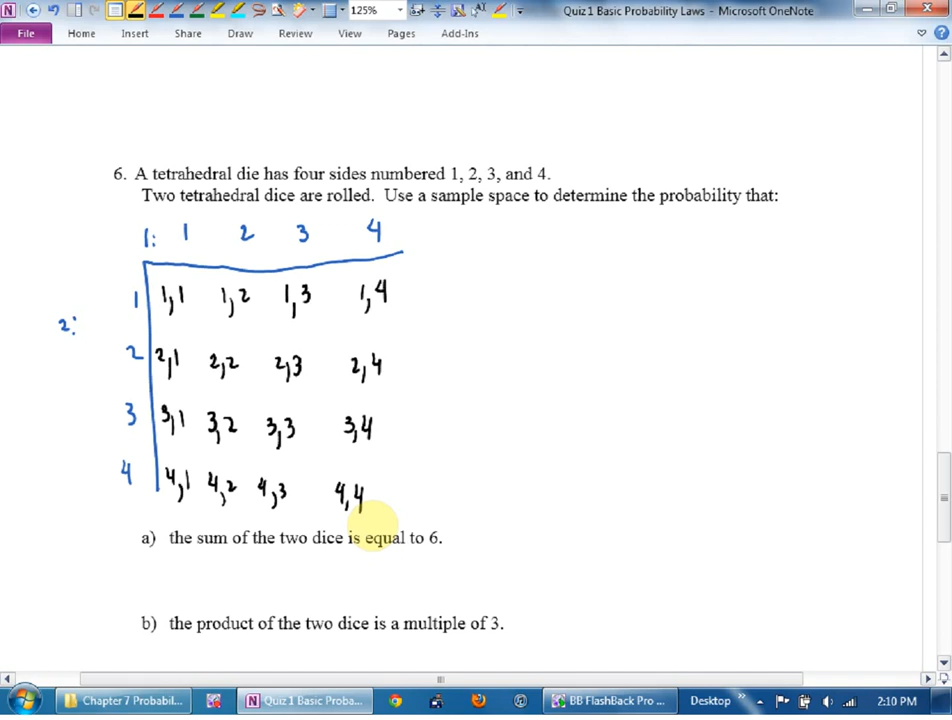 125%
Quiz 1 Basic Probability Laws - Microsoft OneNote
File Home Insert Share Draw Review View Pages Add-Ins
6. A tetrahedral die has four sides numbered 1, 2, 3, and 4.
Two tetrahedral dice are rolled. Use a sample space to determine the probability that:
1: 1 2 3 4
1 1,1 1,2 1,3 1,4
2:
2 2,1 2,2 2,3 2,4
3 3,1 3,2 3,3 3,4
4 4,1 4,2 4,3 4,4
a) the sum of the two dice is equal to 6.
b) the product of the two dice is a multiple of 3.
Chapter 7 Probabil... Quiz 1 Basic Proba... BB FlashBack Pro ... Desktop 2:10 PM